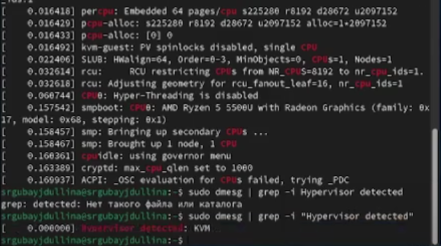 [    0.016418] percpu: Embedded 64 pages/cpu s225280 r8192 d28672 u2097152
[    0.016433] pcpu-alloc: s225280 r8192 d28672 u2097152 alloc=1*2097152
[    0.016433] pcpu-alloc: [0] 0
[    0.016492] kvm-guest: PV spinlocks disabled, single CPU
[    0.022406] SLUB: HWalign=64, Order=0-3, MinObjects=0, CPUs=1, Nodes=1
[    0.032614] rcu:     RCU restricting CPUs from NR_CPUS=8192 to nr_cpu_ids=1.
[    0.032618] rcu: Adjusting geometry for rcu_fanout_leaf=16, nr_cpu_ids=1
[    0.060744] CPU0: Hyper-Threading is disabled
[    0.157542] smpboot: CPU0: AMD Ryzen 5 5500U with Radeon Graphics (family: 0x
17, model: 0x68, stepping: 0x1)
[    0.158457] smp: Bringing up secondary CPUs ...
[    0.158467] smp: Brought up 1 node, 1 CPU
[    0.160361] cpuidle: using governor menu
[    0.163389] cryptd: max_cpu_qlen set to 1000
[    0.169937] ACPI: _OSC evaluation for CPUs failed, trying _PDC
srgubayjdullina@srgubayjdullina:~$ sudo dmesg | grep -i Hypervisor detected
grep: detected: Нет такого файла или каталога
srgubayjdullina@srgubayjdullina:~$ sudo dmesg | grep -i "Hypervisor detected"
[    0.000000] Hypervisor detected: KVM
srgubayjdullina@srgubayjdullina:~$